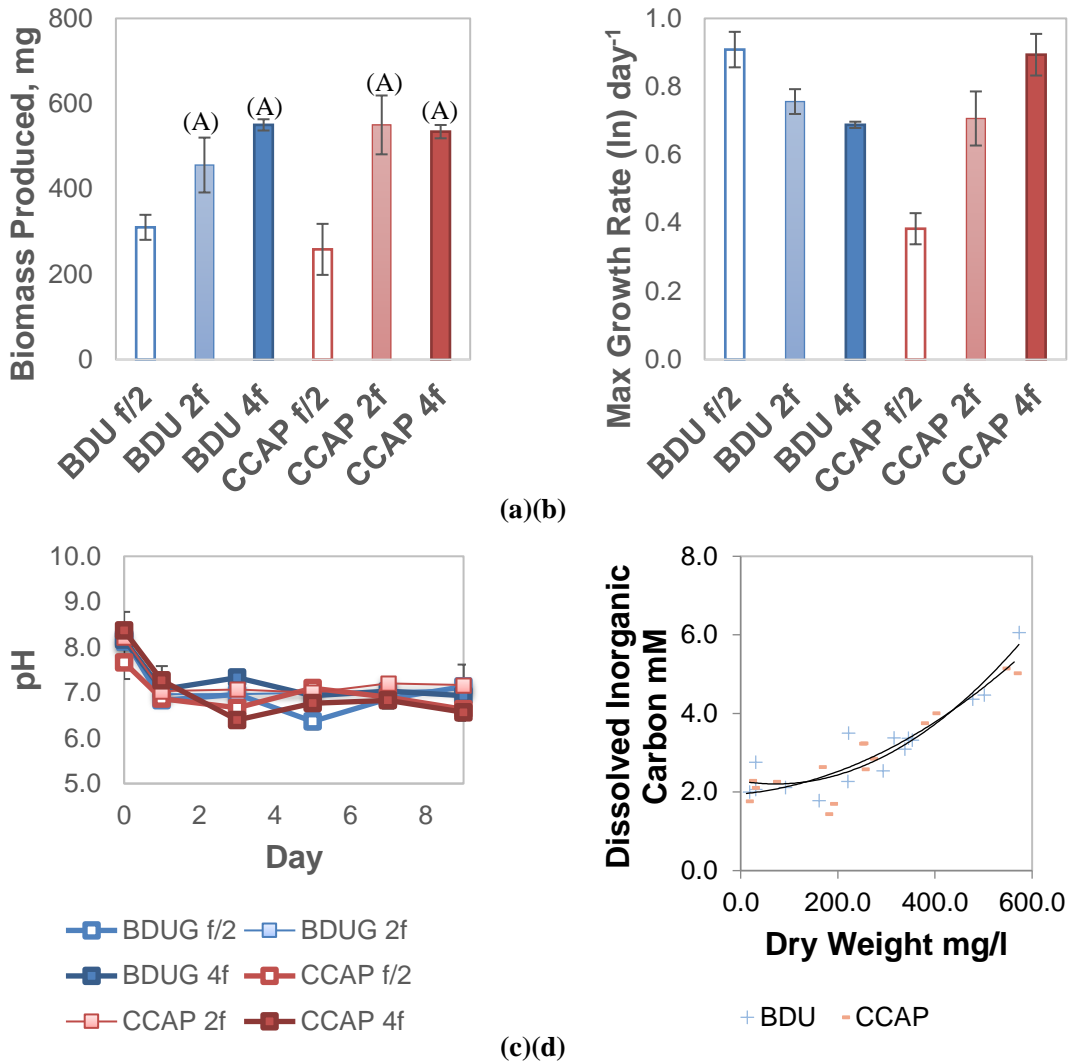 Biomass Produced, mg
800
600
400
200
0
(A)
(A)
(A)
(A)
BDU f/2
BDU 2f
BDU 4f
CCAP f/2
CCAP 2f
CCAP 4f
Max Growth Rate (ln) day-1
1.0
0.8
0.6
0.4
0.2
0.0
BDU f/2
BDU 2f
BDU 4f
CCAP f/2
CCAP 2f
CCAP 4f
(a)(b)
pH
10.0
9.0
8.0
7.0
6.0
5.0
0 2 4 6 8
Day
BDUG f/2 BDUG 2f
BDUG 4f CCAP f/2
CCAP 2f CCAP 4f
Dissolved Inorganic
Carbon mM
8.0
6.0
4.0
2.0
0.0
0.0 200.0 400.0 600.0
Dry Weight mg/l
BDU CCAP
(c)(d)